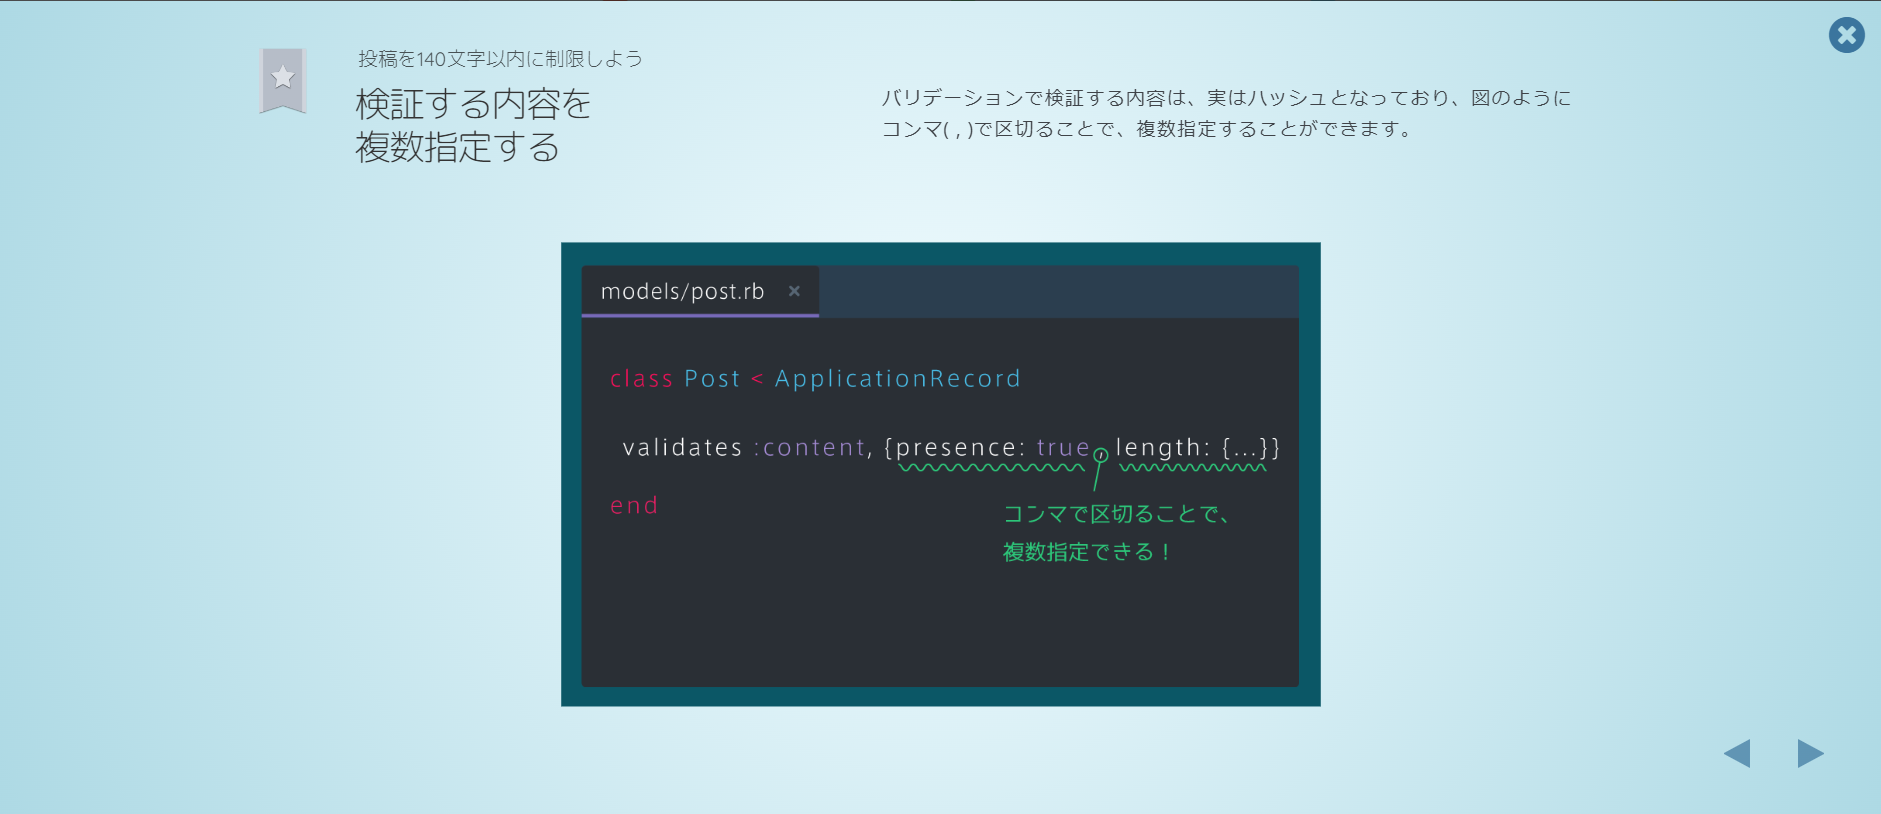 投稿を140文字以内に制限しよう
検証する内容を
複数指定する
バリデーションで検証する内容は、実はハッシュとなっており、図のように
コンマ( , )で区切ることで、複数指定することができます。
models/post.rb ×
class Post < ApplicationRecord
validates :content, {presence: true, length: {...}}
end
コンマで区切ることで、
複数指定できる！